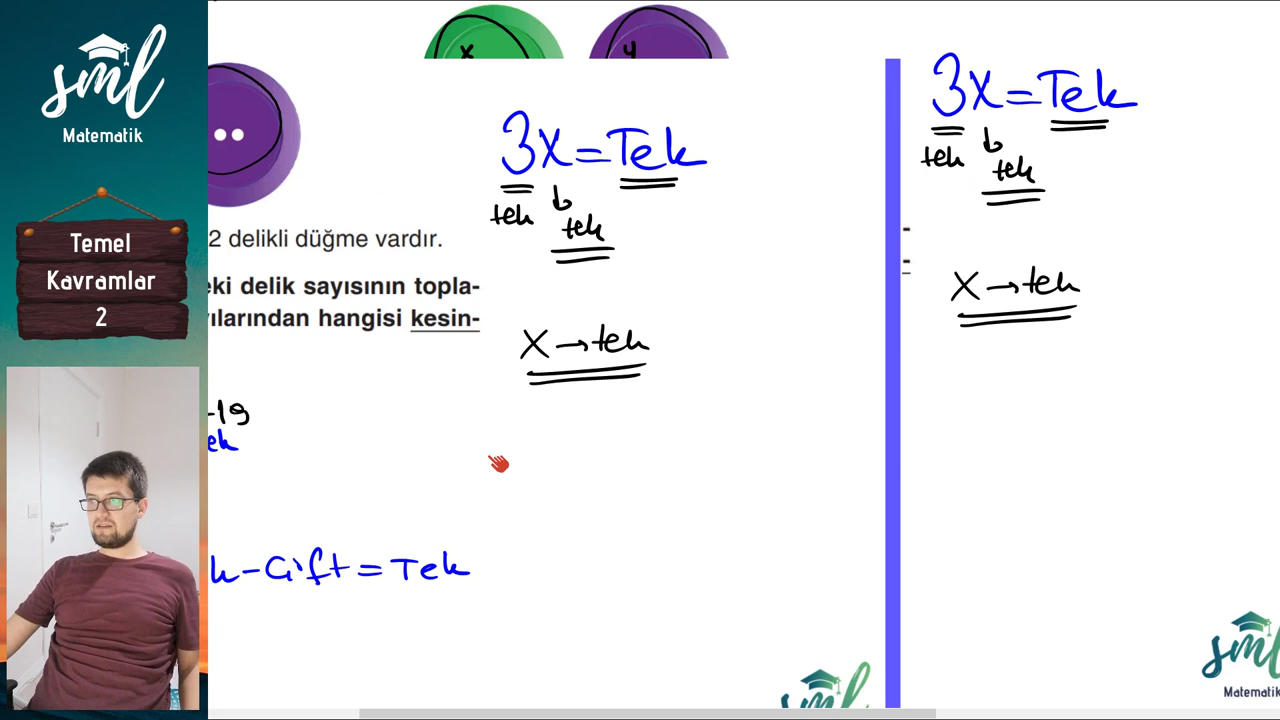 sml
Matematik
Temel
Kavramlar
2
x
y
2 delikli düğme vardır.
eki delik sayısının topla-
ılarından hangisi kesin-
-19
ek
k-Çift=Tek
3x=Tek
tek
tek
x→tek
3x=Tek
tek
tek
x→tek
sml
sml
Matematik